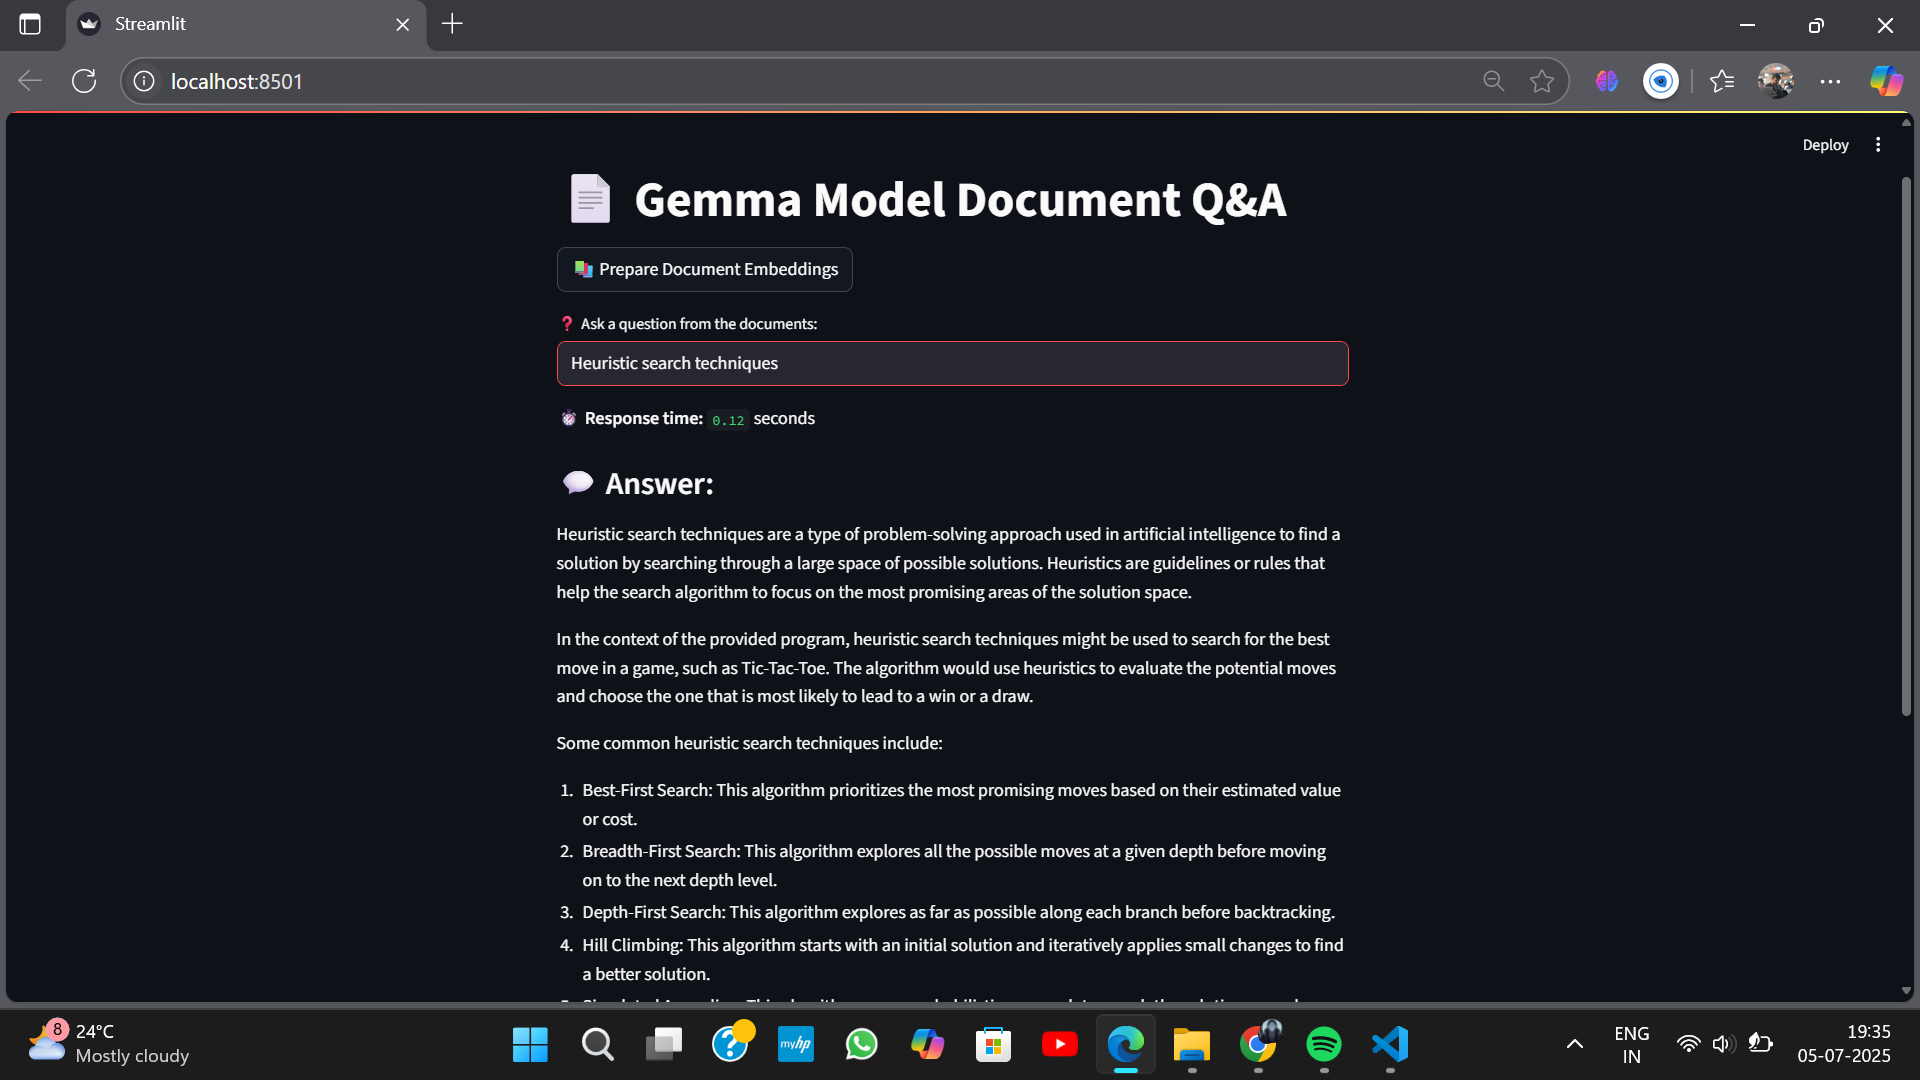 Streamlit
localhost:8501
Deploy
Gemma Model Document Q&A
Prepare Document Embeddings
Ask a question from the documents:
Heuristic search techniques
Response time: 0.12 seconds
Answer:
Heuristic search techniques are a type of problem-solving approach used in artificial intelligence to find a
solution by searching through a large space of possible solutions. Heuristics are guidelines or rules that
help the search algorithm to focus on the most promising areas of the solution space.
In the context of the provided program, heuristic search techniques might be used to search for the best
move in a game, such as Tic-Tac-Toe. The algorithm would use heuristics to evaluate the potential moves
and choose the one that is most likely to lead to a win or a draw.
Some common heuristic search techniques include:
1. Best-First Search: This algorithm prioritizes the most promising moves based on their estimated value
or cost.
2. Breadth-First Search: This algorithm explores all the possible moves at a given depth before moving
on to the next depth level.
3. Depth-First Search: This algorithm explores as far as possible along each branch before backtracking.
4. Hill Climbing: This algorithm starts with an initial solution and iteratively applies small changes to find
a better solution.
8
24°C
Mostly cloudy
myhp
ENG
IN
19:35
05-07-2025